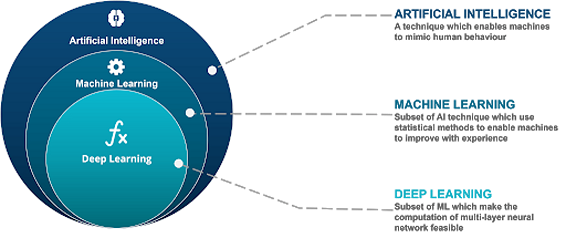 Artificial Intelligence
Machine Learning
fx
Deep Learning
ARTIFICIAL INTELLIGENCE
A technique which enables machines
to mimic human behaviour
MACHINE LEARNING
Subset of AI technique which use
statistical methods to enable machines
to improve with experience
DEEP LEARNING
Subset of ML which make the
computation of multi-layer neural
network feasible